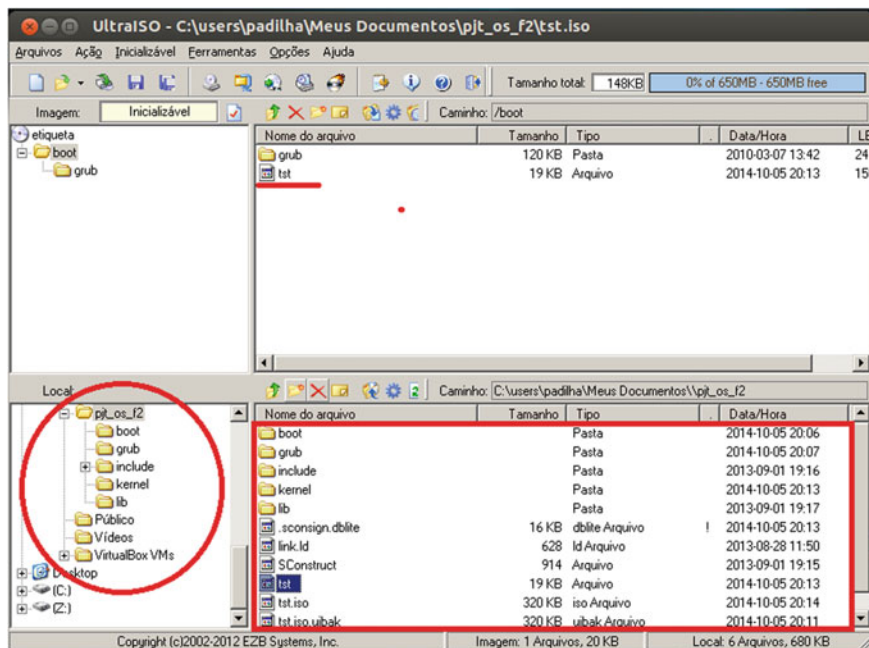 UltraISO - C:\users\padilha\Meus Documentos\pjt_os_f2\tst.iso
Arquivos Ação Inicializável Ferramentas Opções Ajuda
Tamanho total: 148KB 0% of 650MB - 650MB free
Imagem: Inicializável Caminho: /boot
etiqueta
boot
grub
Nome do arquivo Tamanho Tipo . Data/Hora LE
grub 120 KB Pasta 2010-03-07 13:42 24
tst 19 KB Arquivo 2014-10-05 20:13 15
Local: Caminho: C:\users\padilha\Meus Documentos\\pjt_os_f2
pjt_os_f2
boot
grub
include
kernel
lib
Público
Vídeos
VirtualBox VMs
Desktop
(C:)
(Z:)
Nome do arquivo Tamanho Tipo . Data/Hora
boot Pasta 2014-10-05 20:06
grub Pasta 2014-10-05 20:07
include Pasta 2013-09-01 19:16
kernel Pasta 2014-10-05 20:13
lib Pasta 2013-09-01 19:17
.sconsign.dblite 16 KB dblite Arquivo ! 2014-10-05 20:13
link.ld 628 ld Arquivo 2013-08-28 11:50
SConstruct 914 Arquivo 2013-09-01 19:15
tst 19 KB Arquivo 2014-10-05 20:13
tst.iso 320 KB iso Arquivo 2014-10-05 20:14
tst.iso.uibak 320 KB uibak Arquivo 2014-10-05 20:11
Copyright (c)2002-2012 EZB Systems, Inc. Imagem: 1 Arquivos, 20 KB Local: 6 Arquivos, 680 KB